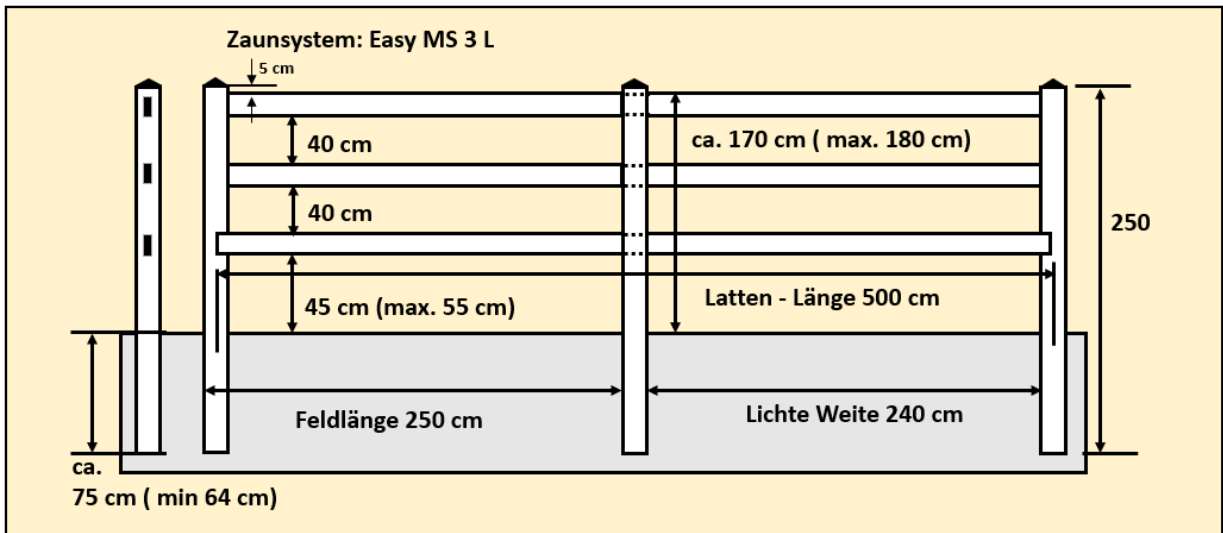 Zaunsystem: Easy MS 3 L
5 cm
40 cm
ca. 170 cm ( max. 180 cm)
40 cm
250
45 cm (max. 55 cm)
Latten - Länge 500 cm
Feldlänge 250 cm
Lichte Weite 240 cm
ca.
75 cm ( min 64 cm)